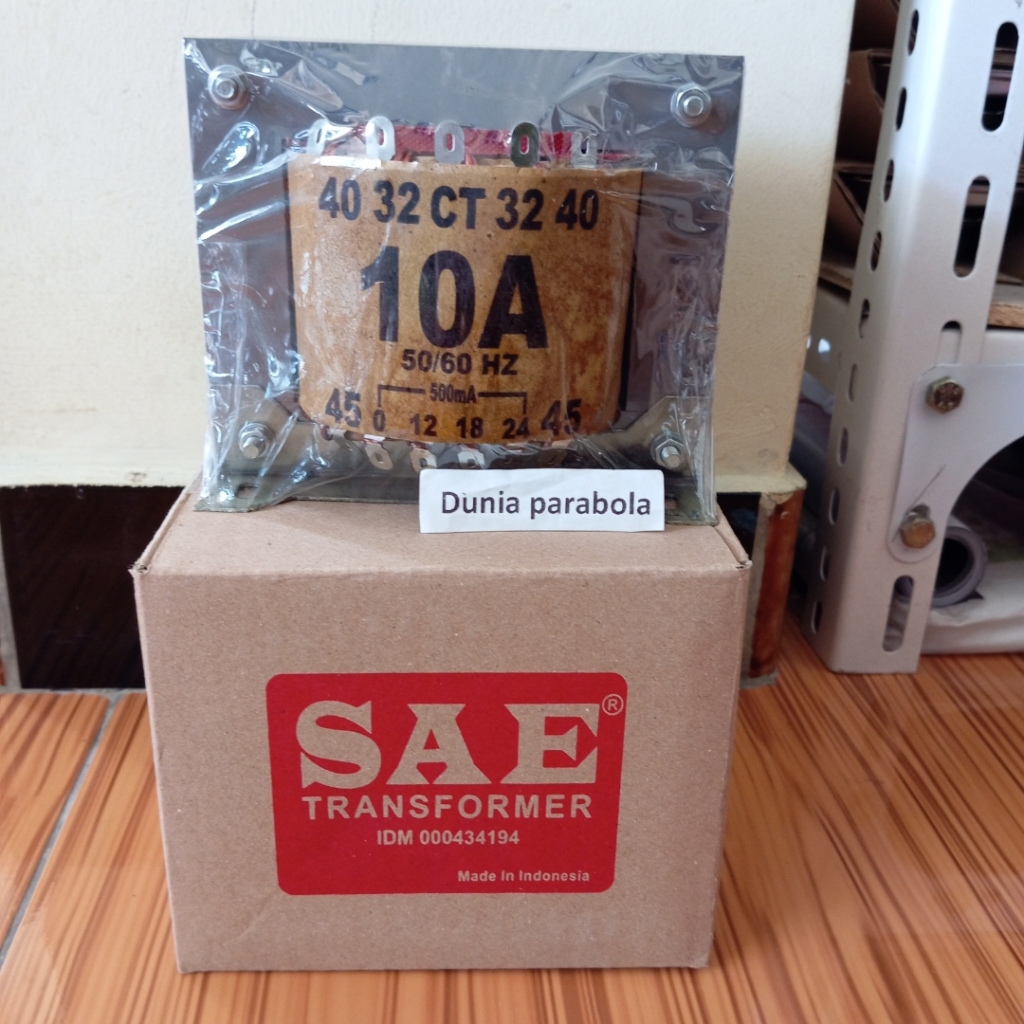 40 32 CT 32 40
10A
50/60 HZ
500mA
45 0 12 18 24 45
Dunia parabola
SAE®
TRANSFORMER
IDM 000434194
Made In Indonesia